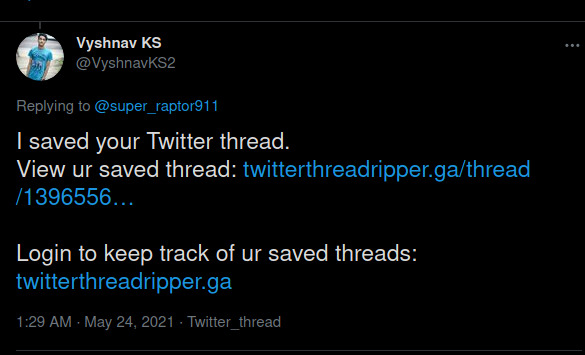 Vyshnav KS
@VyshnavKS2
Replying to @super_raptor911
I saved your Twitter thread.
View ur saved thread: twitterthreadripper.ga/thread
/1396556…
Login to keep track of ur saved threads:
twitterthreadripper.ga
1:29 AM · May 24, 2021 · Twitter_thread